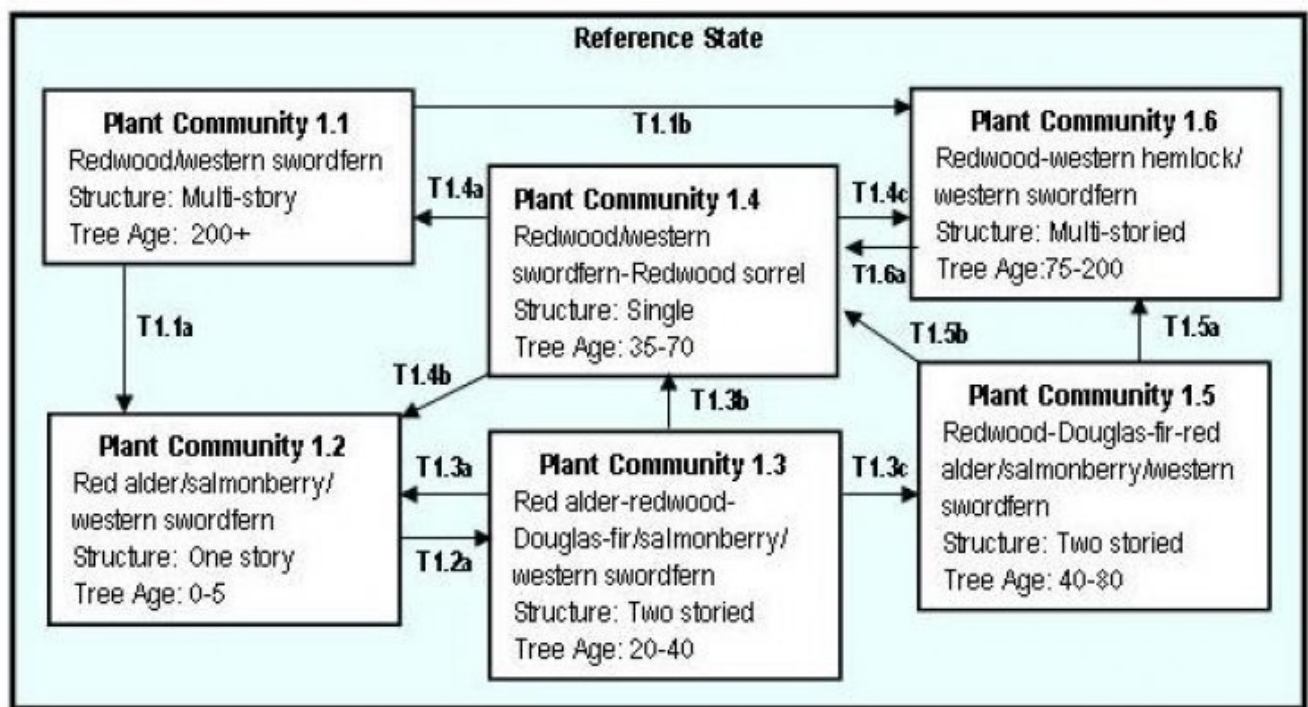 Reference State
Plant Community 1.1
Redwood/western swordfern
Structure: Multi-story
Tree Age: 200+
T1.1b
Plant Community 1.6
Redwood-western hemlock/
western swordfern
Structure: Multi-storied
Tree Age:75-200
T1.4a
Plant Community 1.4
Redwood/western
swordfern-Redwood sorrel
Structure: Single
Tree Age: 35-70
T1.4c
T1.6a
T1.1a
T1.4b
T1.3b
T1.5b
T1.5a
Plant Community 1.2
Red alder/salmonberry/
western swordfern
Structure: One story
Tree Age: 0-5
T1.3a
T1.2a
Plant Community 1.3
Red alder-redwood-
Douglas-fir/salmonberry/
western swordfern
Structure: Two storied
Tree Age: 20-40
T1.3c
Plant Community 1.5
Redwood-Douglas-fir-red
alder/salmonberry/western
swordfern
Structure: Two storied
Tree Age: 40-80